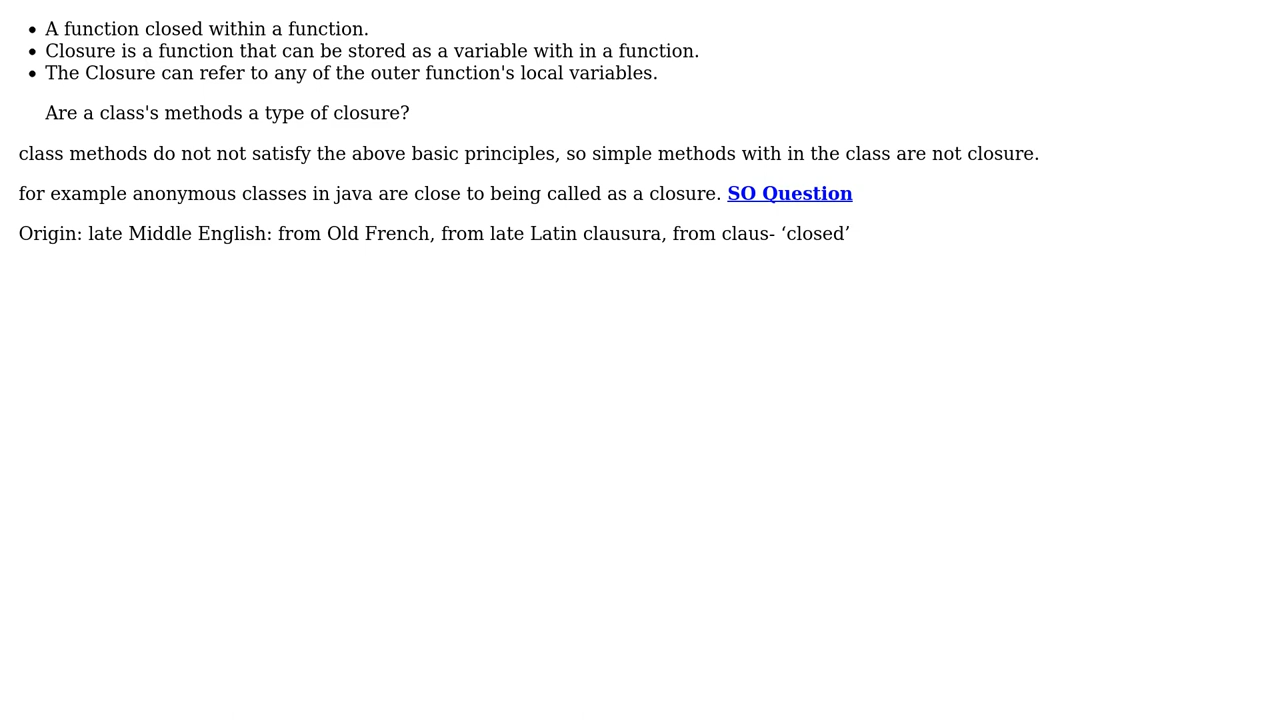 A function closed within a function.
Closure is a function that can be stored as a variable with in a function.
The Closure can refer to any of the outer function's local variables.
Are a class's methods a type of closure?
class methods do not not satisfy the above basic principles, so simple methods with in the class are not closure.
for example anonymous classes in java are close to being called as a closure. SO Question
Origin: late Middle English: from Old French, from late Latin clausura, from claus- ‘closed’